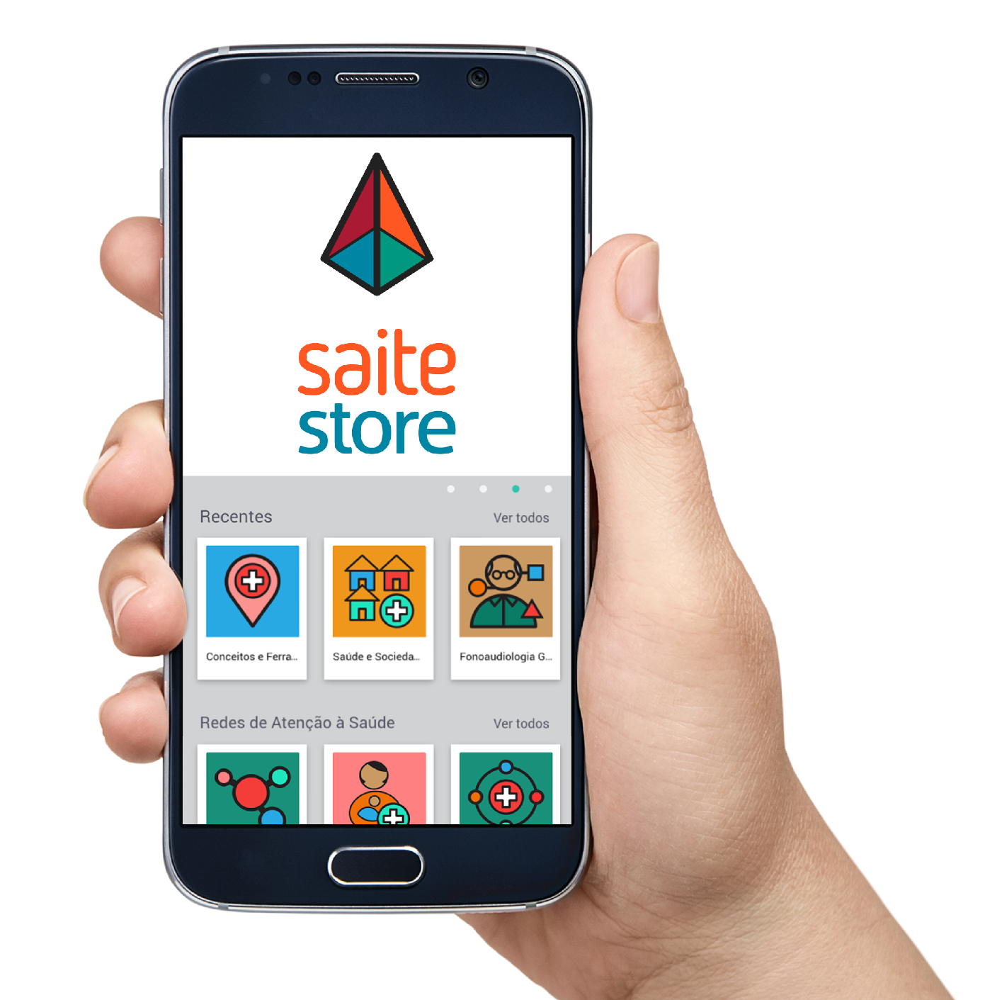 saite
store
Recentes
Ver todos
Conceitos e Ferra...
Saúde e Socieda...
Fonoaudiologia G...
Redes de Atenção à Saúde
Ver todos